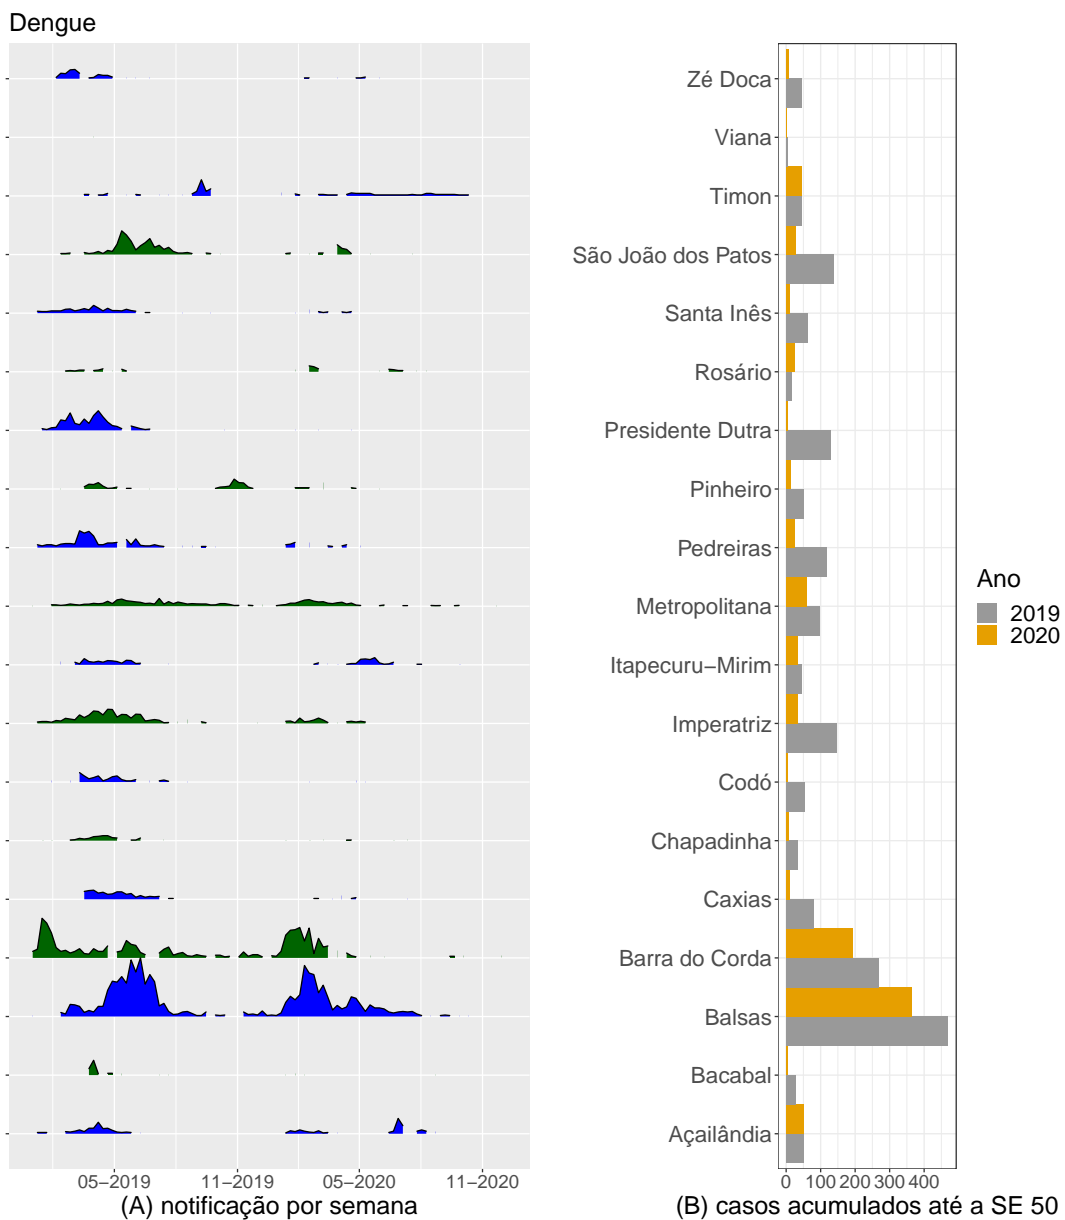 Dengue
Zé Doca
Viana
Timon
São João dos Patos
Santa Inês
Rosário
Presidente Dutra
Pinheiro
Pedreiras
Metropolitana
Itapecuru−Mirim
Imperatriz
Codó
Chapadinha
Caxias
Barra do Corda
Balsas
Bacabal
Açailândia
Ano
2019
2020
05−2019 11−2019 05−2020 11−2020
0 100 200 300 400
(A) notificação por semana
(B) casos acumulados até a SE 50